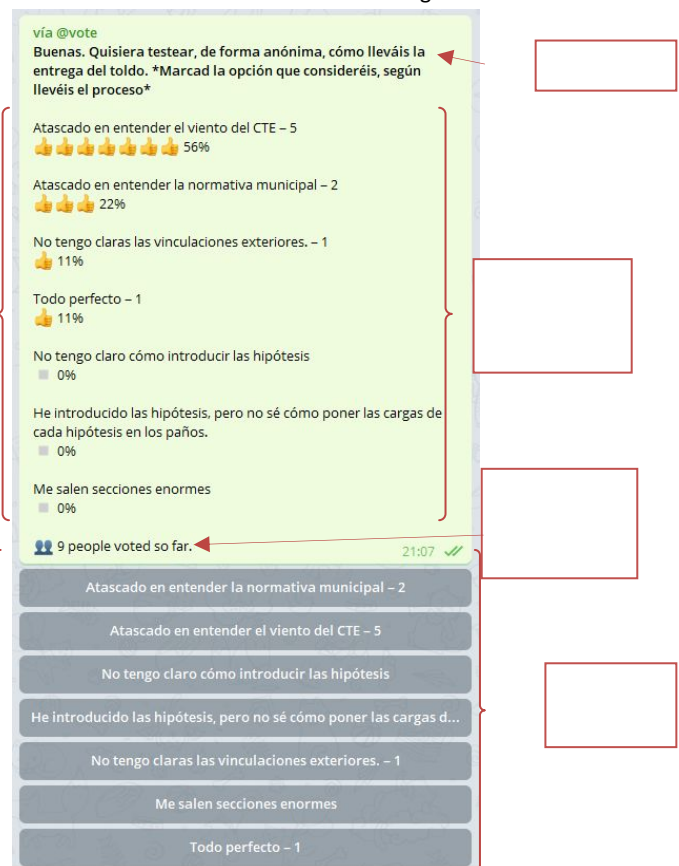 vía @vote
Buenas. Quisiera testear, de forma anónima, cómo lleváis la
entrega del toldo. *Marcad la opción que consideréis, según
llevéis el proceso*
Atascado en entender el viento del CTE – 5
56%
Atascado en entender la normativa municipal – 2
22%
No tengo claras las vinculaciones exteriores. – 1
11%
Todo perfecto – 1
11%
No tengo claro cómo introducir las hipótesis
0%
He introducido las hipótesis, pero no sé cómo poner las cargas de
cada hipótesis en los paños.
0%
Me salen secciones enormes
0%
9 people voted so far.
21:07
Atascado en entender la normativa municipal – 2
Atascado en entender el viento del CTE – 5
No tengo claro cómo introducir las hipótesis
He introducido las hipótesis, pero no sé cómo poner las cargas d...
No tengo claras las vinculaciones exteriores. – 1
Me salen secciones enormes
Todo perfecto – 1